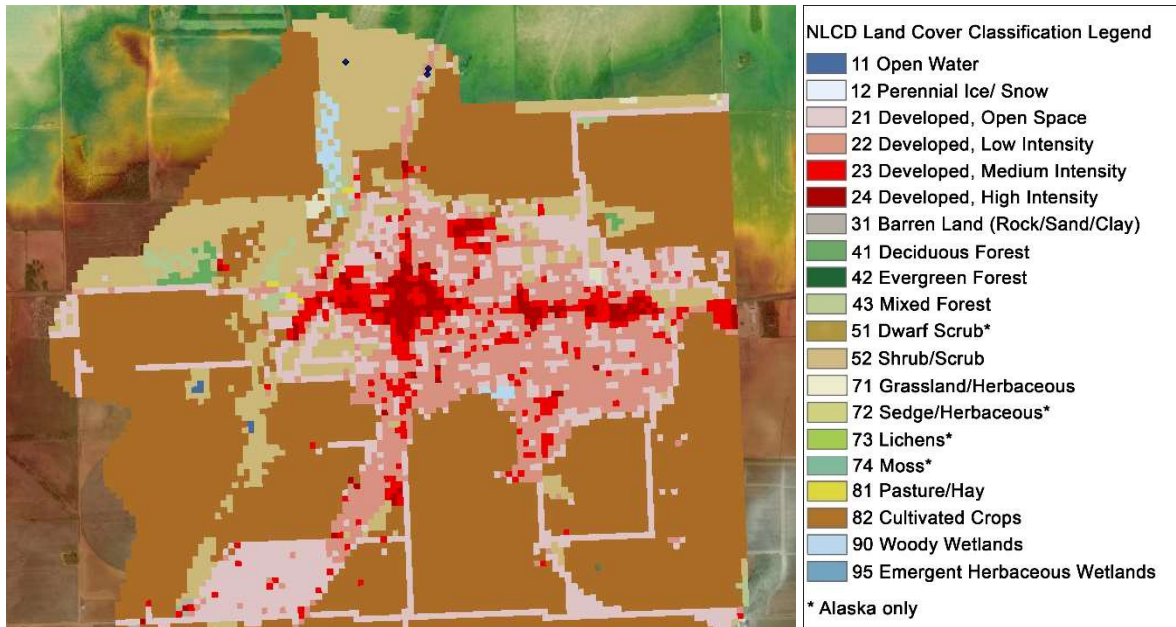 NLCD Land Cover Classification Legend
11 Open Water
12 Perennial Ice/ Snow
21 Developed, Open Space
22 Developed, Low Intensity
23 Developed, Medium Intensity
24 Developed, High Intensity
31 Barren Land (Rock/Sand/Clay)
41 Deciduous Forest
42 Evergreen Forest
43 Mixed Forest
51 Dwarf Scrub*
52 Shrub/Scrub
71 Grassland/Herbaceous
72 Sedge/Herbaceous*
73 Lichens*
74 Moss*
81 Pasture/Hay
82 Cultivated Crops
90 Woody Wetlands
95 Emergent Herbaceous Wetlands
* Alaska only